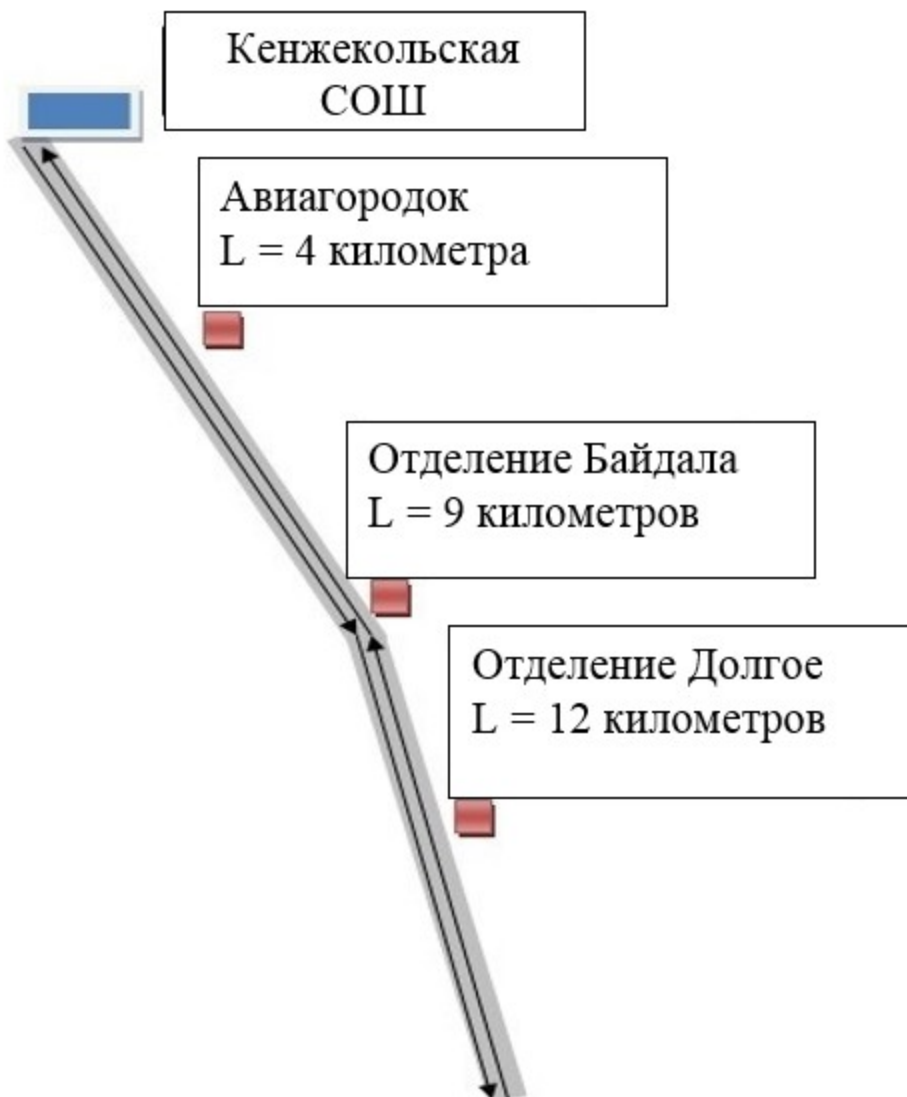 Кенжекольская
СОШ
Авиагородок
L = 4 километра
Отделение Байдала
L = 9 километров
Отделение Долгое
L = 12 километров